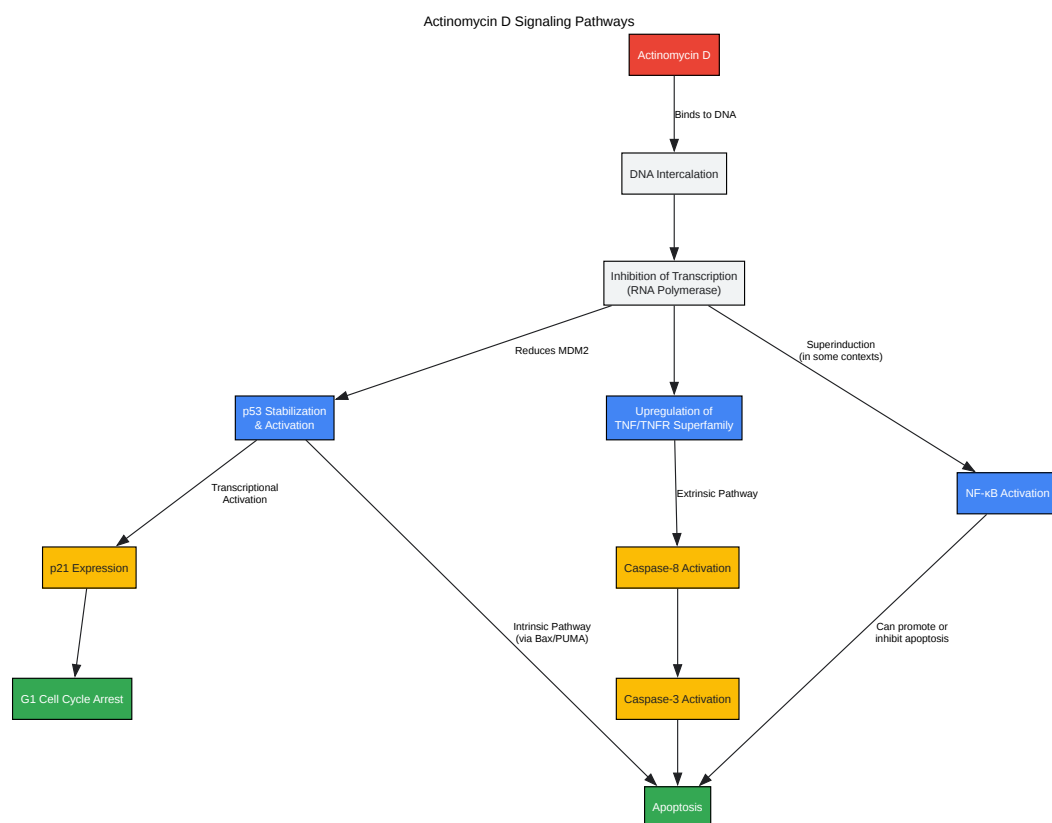 Actinomycin D Signaling Pathways
Actinomycin D
Binds to DNA
DNA Intercalation
Inhibition of Transcription
(RNA Polymerase)
Reduces MDM2
Superinduction
(in some contexts)
p53 Stabilization
& Activation
Upregulation of
TNF/TNFR Superfamily
NF-κB Activation
Transcriptional
Activation
Extrinsic Pathway
p21 Expression
Caspase-8 Activation
Intrinsic Pathway
(via Bax/PUMA)
Can promote or
inhibit apoptosis
G1 Cell Cycle Arrest
Caspase-3 Activation
Apoptosis